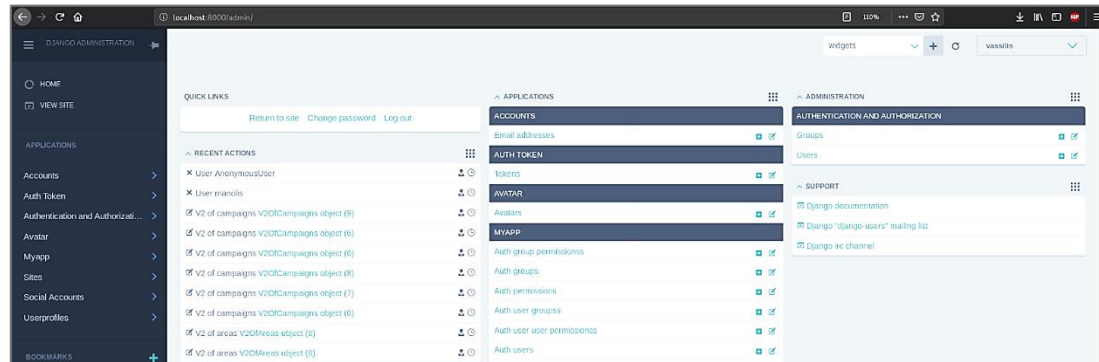 localhost:8000/admin/
110%
DJANGO ADMINISTRATION
HOME
VIEW SITE
APPLICATIONS
Accounts
Auth Token
Authentication and Authorizati...
Avatar
Myapp
Sites
Social Accounts
Userprofiles
BOOKMARKS
widgets
vassilis
QUICK LINKS
Return to site Change password Log out
RECENT ACTIONS
User AnonymousUser
User manolis
V2 of campaigns V2OfCampaigns object (9)
V2 of campaigns V2OfCampaigns object (6)
V2 of campaigns V2OfCampaigns object (6)
V2 of campaigns V2OfCampaigns object (8)
V2 of campaigns V2OfCampaigns object (7)
V2 of campaigns V2OfCampaigns object (6)
V2 of areas V2OfAreas object (6)
V2 of areas V2OfAreas object (6)
APPLICATIONS
ACCOUNTS
Email addresses
AUTH TOKEN
Tokens
AVATAR
Avatars
MYAPP
Auth group permissionss
Auth groups
Auth permissions
Auth user groupss
Auth user user permissionss
Auth users
ADMINISTRATION
AUTHENTICATION AND AUTHORIZATION
Groups
Users
SUPPORT
Django documentation
Django "django-users" mailing list
Django irc channel